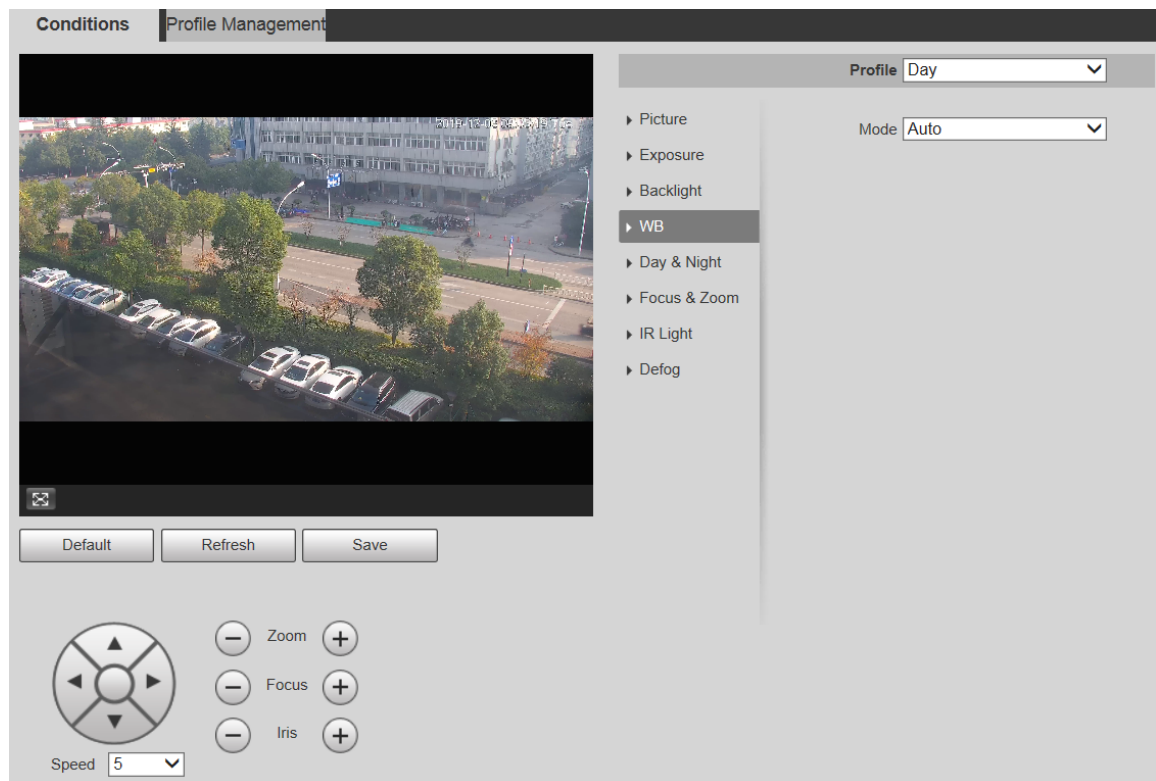 Conditions Profile Management
Profile Day
Picture
Mode Auto
Exposure
Backlight
WB
Day & Night
Focus & Zoom
IR Light
Defog
Default Refresh Save
Zoom
Focus
Iris
Speed 5